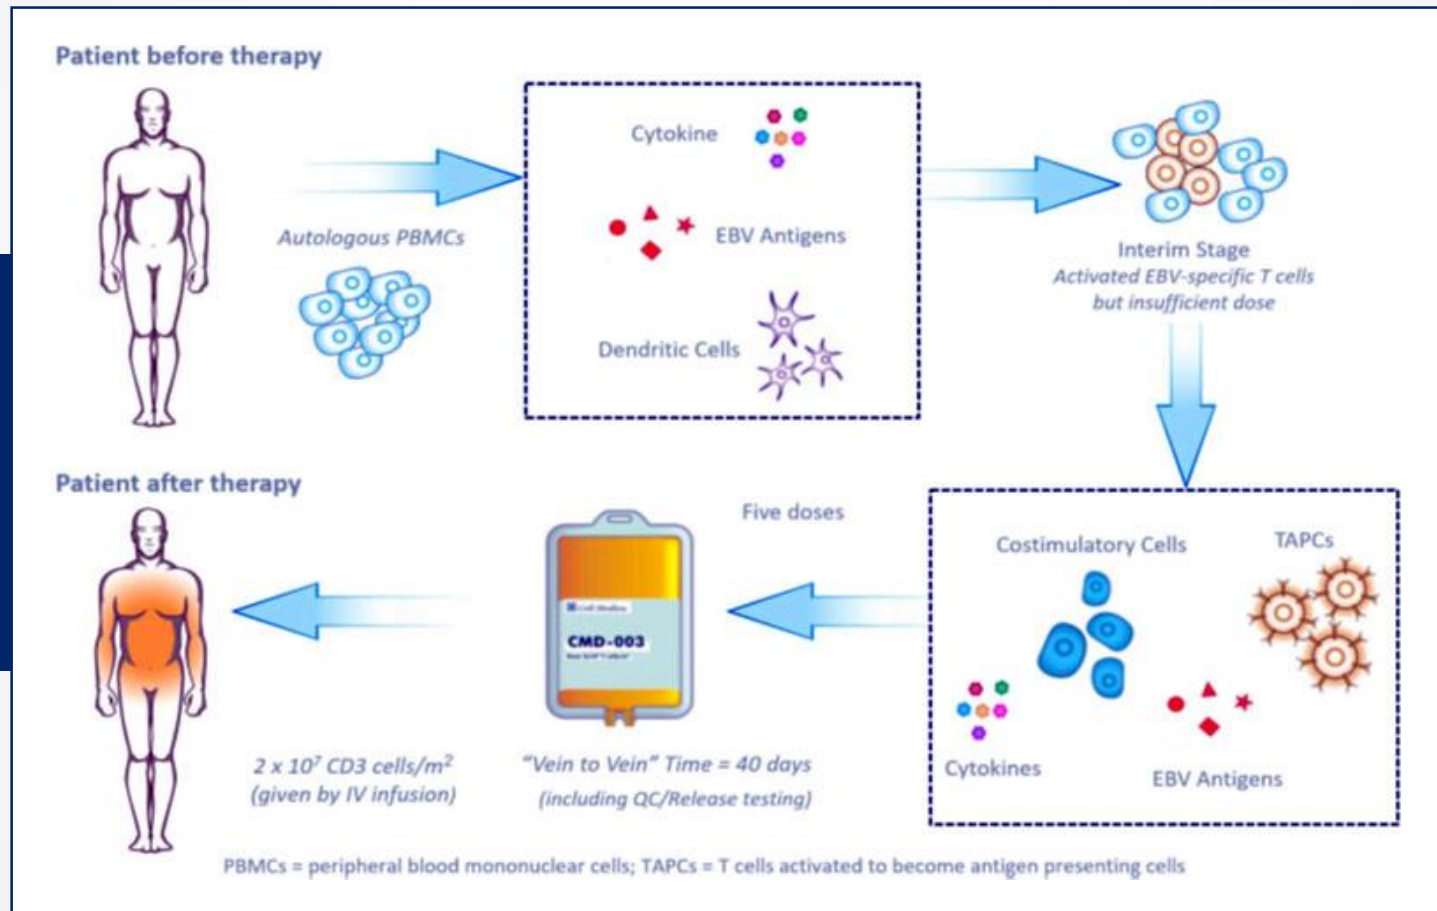 Patient before therapy
Autologous PBMCs
Cytokine
EBV Antigens
Dendritic Cells
Interim Stage
Activated EBV-specific T cells
but insufficient dose
Patient after therapy
2 x 10⁷ CD3 cells/m²
(given by IV infusion)
Five doses
CMD-003
"Vein to Vein" Time = 40 days
(including QC/Release testing)
Costimulatory Cells
TAPCs
Cytokines
EBV Antigens
PBMCs = peripheral blood mononuclear cells; TAPCs = T cells activated to become antigen presenting cells